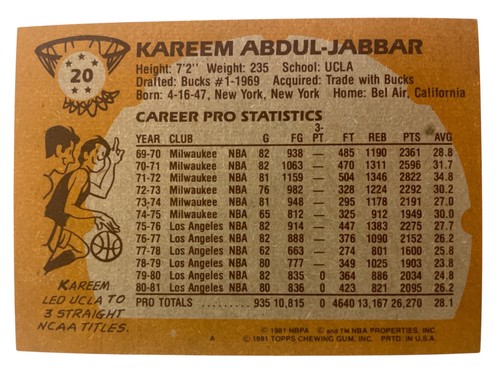 20
KAREEM ABDUL-JABBAR
Height: 7'2" Weight: 235 School: UCLA
Drafted: Bucks #1-1969 Acquired: Trade with Bucks
Born: 4-16-47, New York, New York Home: Bel Air, California
CAREER PRO STATISTICS
YEAR CLUB G FG 3-PT FT REB PTS AVG
69-70 Milwaukee NBA 82 938 — 485 1190 2361 28.8
70-71 Milwaukee NBA 82 1063 — 470 1311 2596 31.7
71-72 Milwaukee NBA 81 1159 — 504 1346 2822 34.8
72-73 Milwaukee NBA 76 982 — 328 1224 2292 30.2
73-74 Milwaukee NBA 81 948 — 295 1178 2191 27.0
74-75 Milwaukee NBA 65 812 — 325 912 1949 30.0
75-76 Los Angeles NBA 82 914 — 447 1383 2275 27.7
76-77 Los Angeles NBA 82 888 — 376 1090 2152 26.2
77-78 Los Angeles NBA 62 663 — 274 801 1600 25.8
78-79 Los Angeles NBA 80 777 — 349 1025 1903 23.8
79-80 Los Angeles NBA 82 835 0 364 886 2034 24.8
80-81 Los Angeles NBA 80 836 0 423 821 2095 26.2
PRO TOTALS 935 10,815 0 4640 13,167 26,270 28.1
KAREEM
LED UCLA TO
3 STRAIGHT
NCAA TITLES.
© 1981 NBPA © and TM NBA PROPERTIES, INC.
A © 1981 TOPPS CHEWING GUM, INC. PRTD. IN U.S.A.